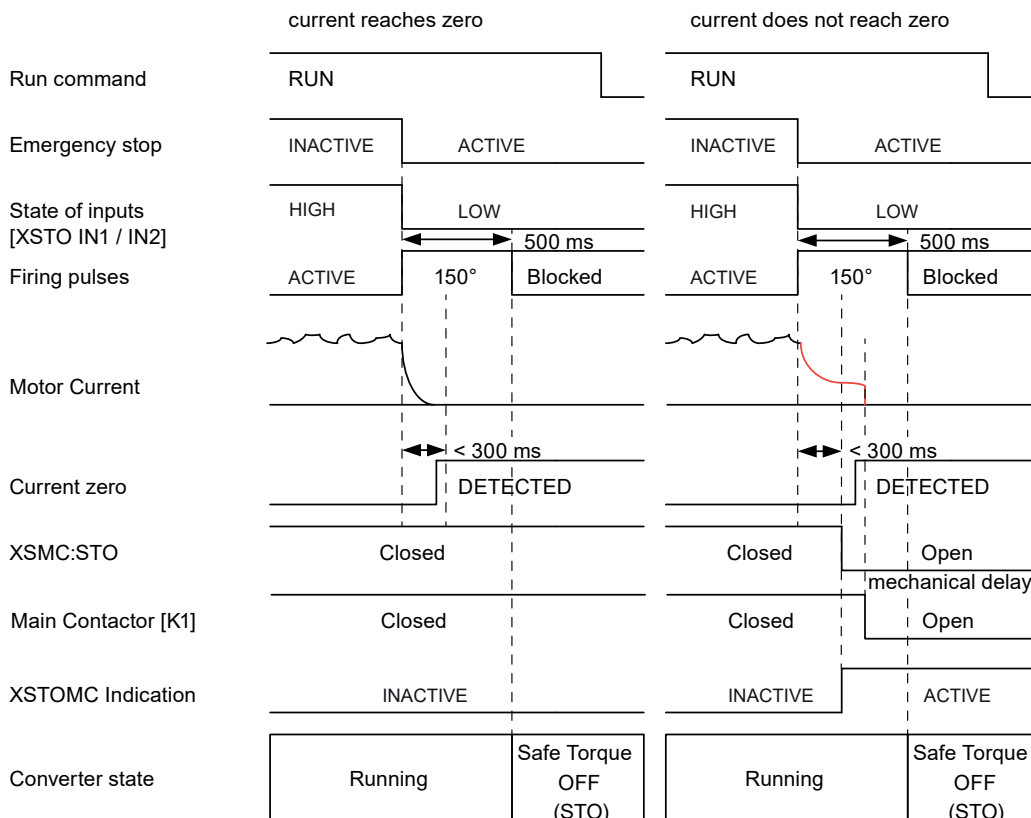 current reaches zero current does not reach zero
Run command RUN RUN
Emergency stop INACTIVE ACTIVE INACTIVE ACTIVE
State of inputs HIGH LOW HIGH LOW
[XSTO IN1 / IN2] 500 ms 500 ms
Firing pulses ACTIVE 150° Blocked ACTIVE 150° Blocked
Motor Current
< 300 ms < 300 ms
Current zero DETECTED DETECTED
XSMC:STO Closed Closed Open
mechanical delay
Main Contactor [K1] Closed Closed Open
XSTOMC Indication INACTIVE INACTIVE ACTIVE
Safe Torque Safe Torque
Converter state Running OFF Running OFF
(STO) (STO)